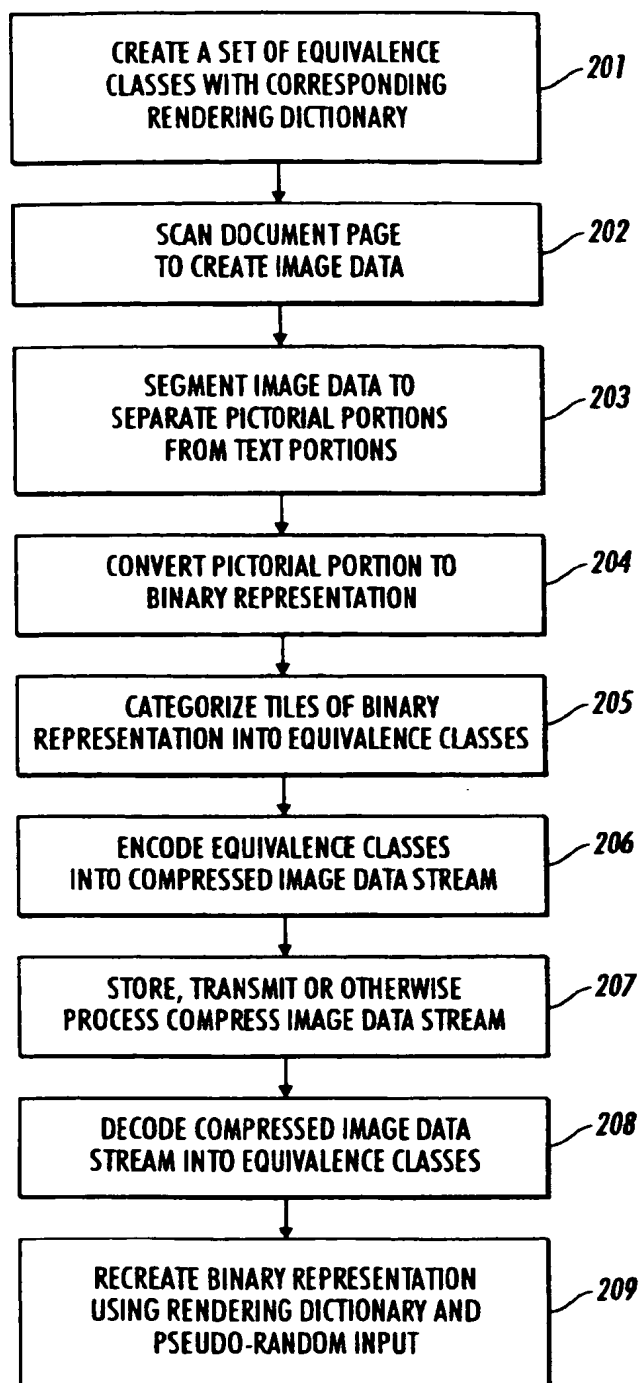 CREATE A SET OF EQUIVALENCE
CLASSES WITH CORRESPONDING
RENDERING DICTIONARY
201
SCAN DOCUMENT PAGE
TO CREATE IMAGE DATA
202
SEGMENT IMAGE DATA TO
SEPARATE PICTORIAL PORTIONS
FROM TEXT PORTIONS
203
CONVERT PICTORIAL PORTION TO
BINARY REPRESENTATION
204
CATEGORIZE TILES OF BINARY
REPRESENTATION INTO EQUIVALENCE CLASSES
205
ENCODE EQUIVALENCE CLASSES
INTO COMPRESSED IMAGE DATA STREAM
206
STORE, TRANSMIT OR OTHERWISE
PROCESS COMPRESS IMAGE DATA STREAM
207
DECODE COMPRESSED IMAGE DATA
STREAM INTO EQUIVALENCE CLASSES
208
RECREATE BINARY REPRESENTATION
USING RENDERING DICTIONARY AND
PSEUDO-RANDOM INPUT
209